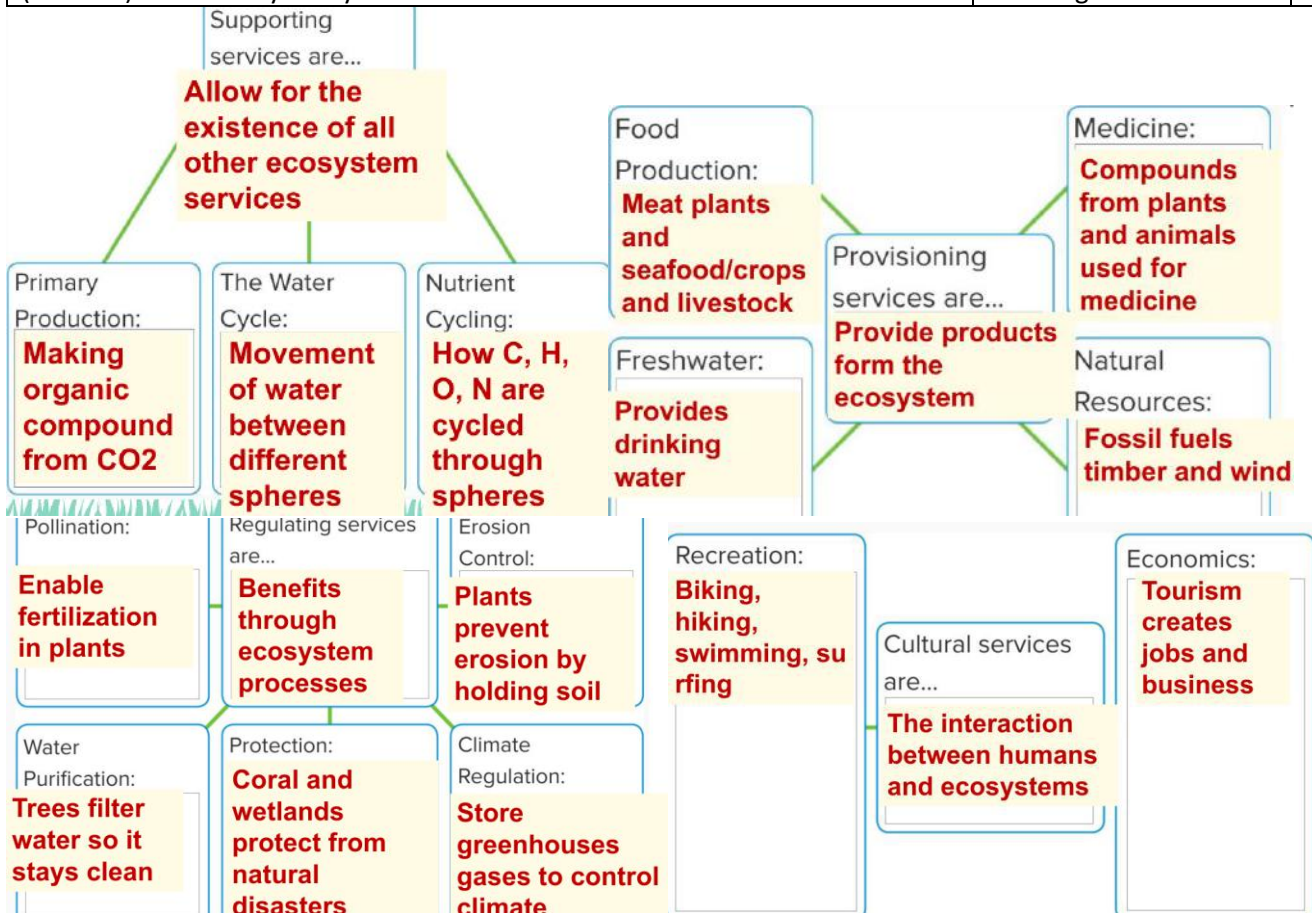 Supporting
services are...
Allow for the
existence of all
other ecosystem
services
Primary
Production:
Making
organic
compound
from CO2
The Water
Cycle:
Movement
of water
between
different
spheres
Nutrient
Cycling:
How C, H,
O, N are
cycled
through
spheres
Food
Production:
Meat plants
and
seafood/crops
and livestock
Medicine:
Compounds
from plants
and animals
used for
medicine
Provisioning
services are...
Provide products
form the
ecosystem
Freshwater:
Provides
drinking
water
Natural
Resources:
Fossil fuels
timber and wind
Pollination:
Enable
fertilization
in plants
Regulating services
are...
Benefits
through
ecosystem
processes
Erosion
Control:
Plants
prevent
erosion by
holding soil
Water
Purification:
Trees filter
water so it
stays clean
Protection:
Coral and
wetlands
protect from
natural
disasters
Climate
Regulation:
Store
greenhouses
gases to control
climate
Recreation:
Biking,
hiking,
swimming, su
rfing
Cultural services
are...
The interaction
between humans
and ecosystems
Economics:
Tourism
creates
jobs and
business